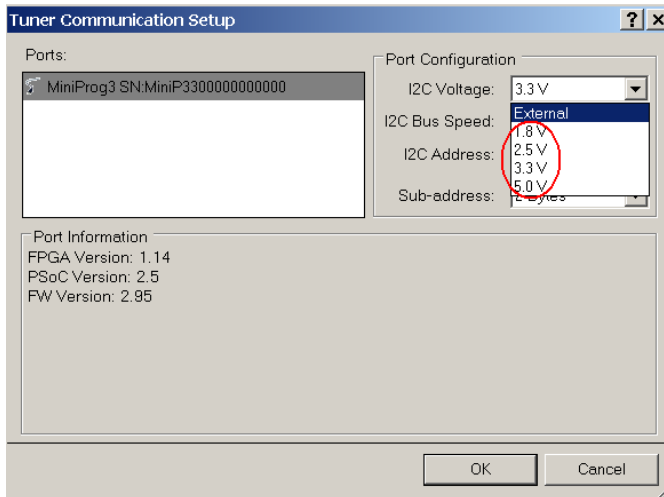 Tuner Communication Setup
Ports:
MiniProg3 SN:MiniP3300000000000
Port Configuration
I2C Voltage: 3.3 V
External
1.8 V
2.5 V
3.3 V
5.0 V
I2C Bus Speed:
I2C Address:
Sub-address: 2-Bytes
Port Information
FPGA Version: 1.14
PSoC Version: 2.5
FW Version: 2.95
OK Cancel